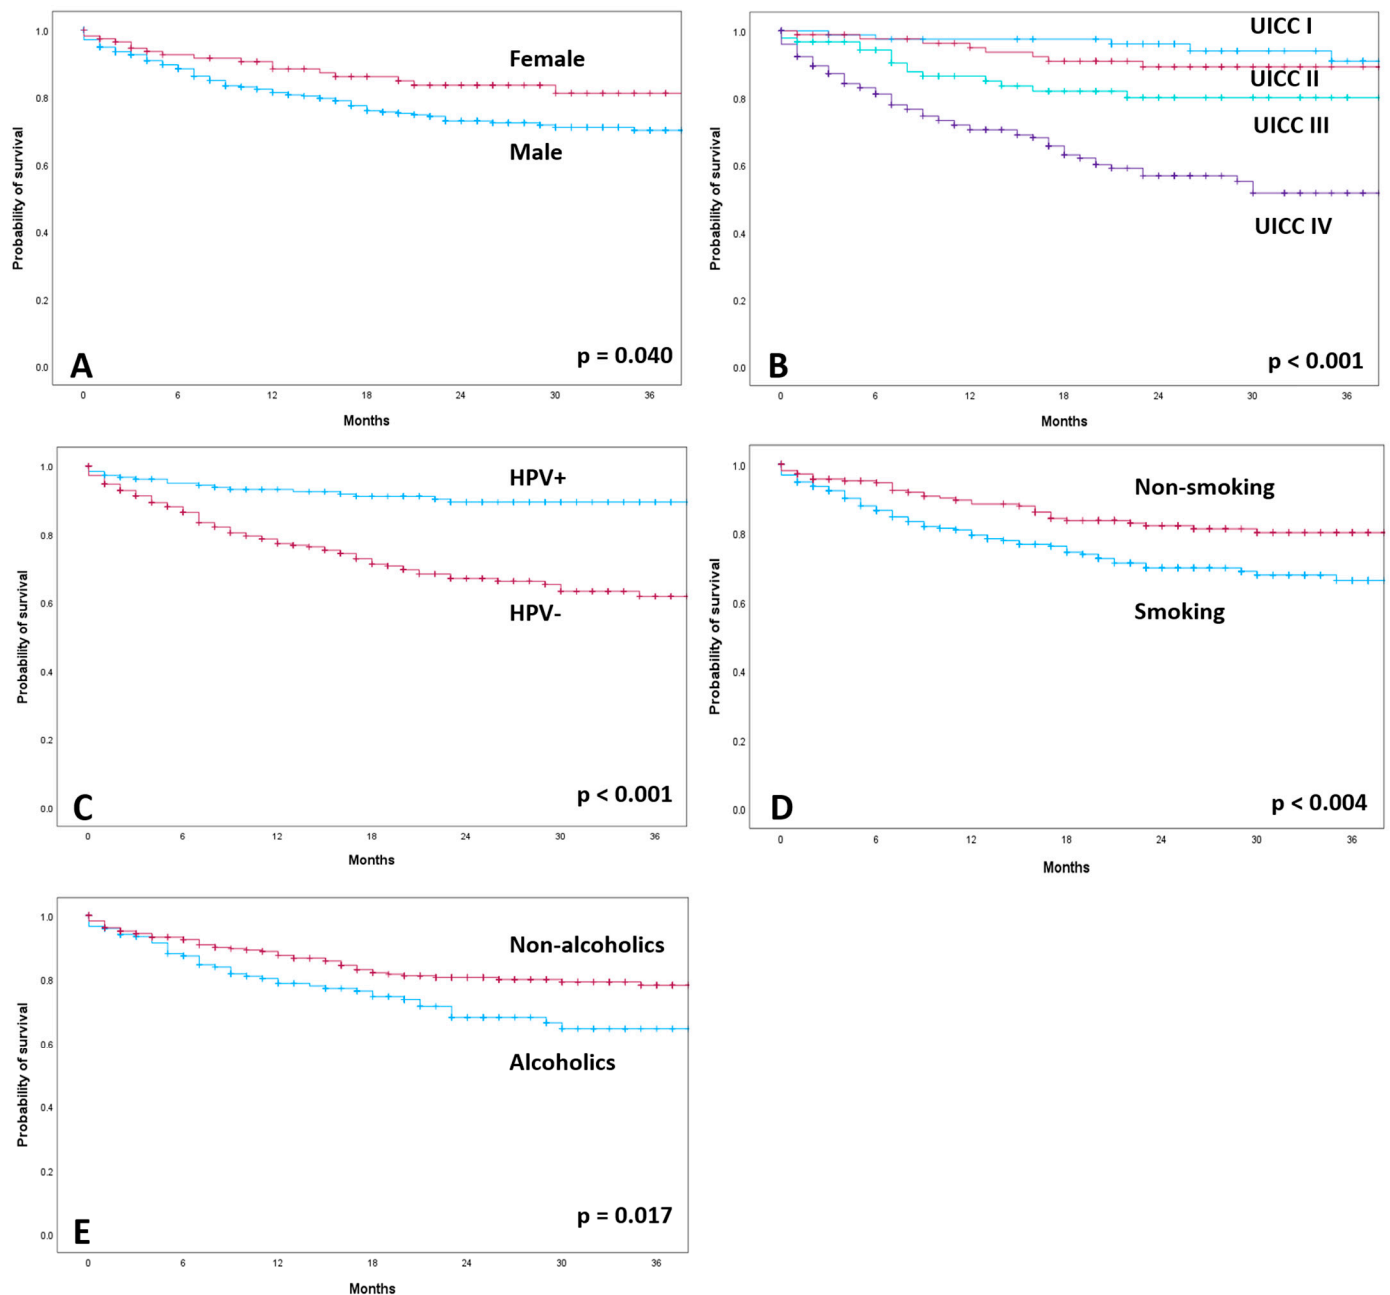 Probability of survival
1.0
0.8
0.6
0.4
0.2
0.0
Female
Male
A
p = 0.040
0 6 12 18 24 30 36
Months
Probability of survival
1.0
0.8
0.6
0.4
0.2
0.0
UICC I
UICC II
UICC III
UICC IV
B
p < 0.001
0 6 12 18 24 30 36
Months
Probability of survival
1.0
0.8
0.6
0.4
0.2
0.0
HPV+
HPV-
C
p < 0.001
0 6 12 18 24 30 36
Months
Probability of survival
1.0
0.8
0.6
0.4
0.2
0.0
Non-smoking
Smoking
D
p < 0.004
0 6 12 18 24 30 36
Months
Probability of survival
1.0
0.8
0.6
0.4
0.2
0.0
Non-alcoholics
Alcoholics
E
p = 0.017
0 6 12 18 24 30 36
Months